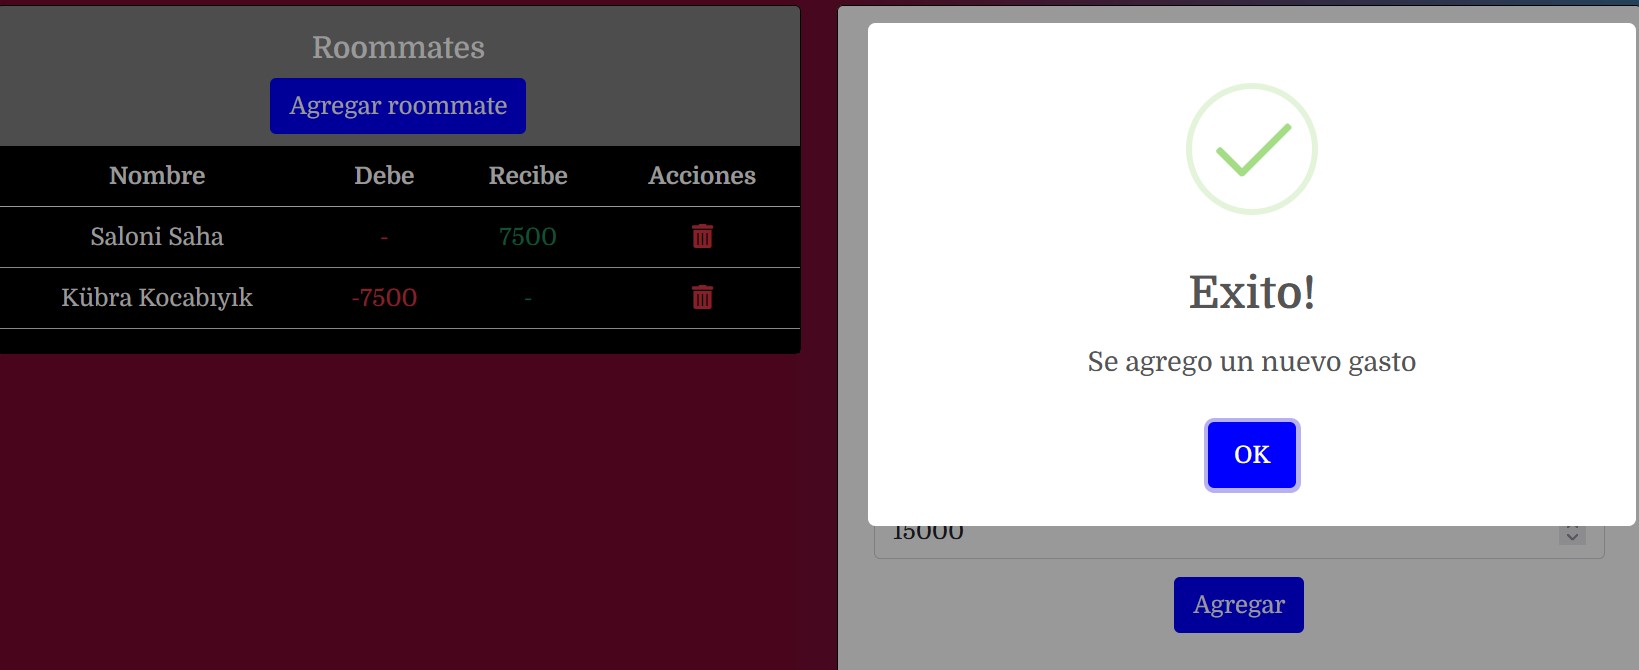 Roommates
Agregar roommate
Nombre Debe Recibe Acciones
Saloni Saha - 7500
Kübra Kocabıyık -7500 -
Exito!
Se agrego un nuevo gasto
OK
15000
Agregar